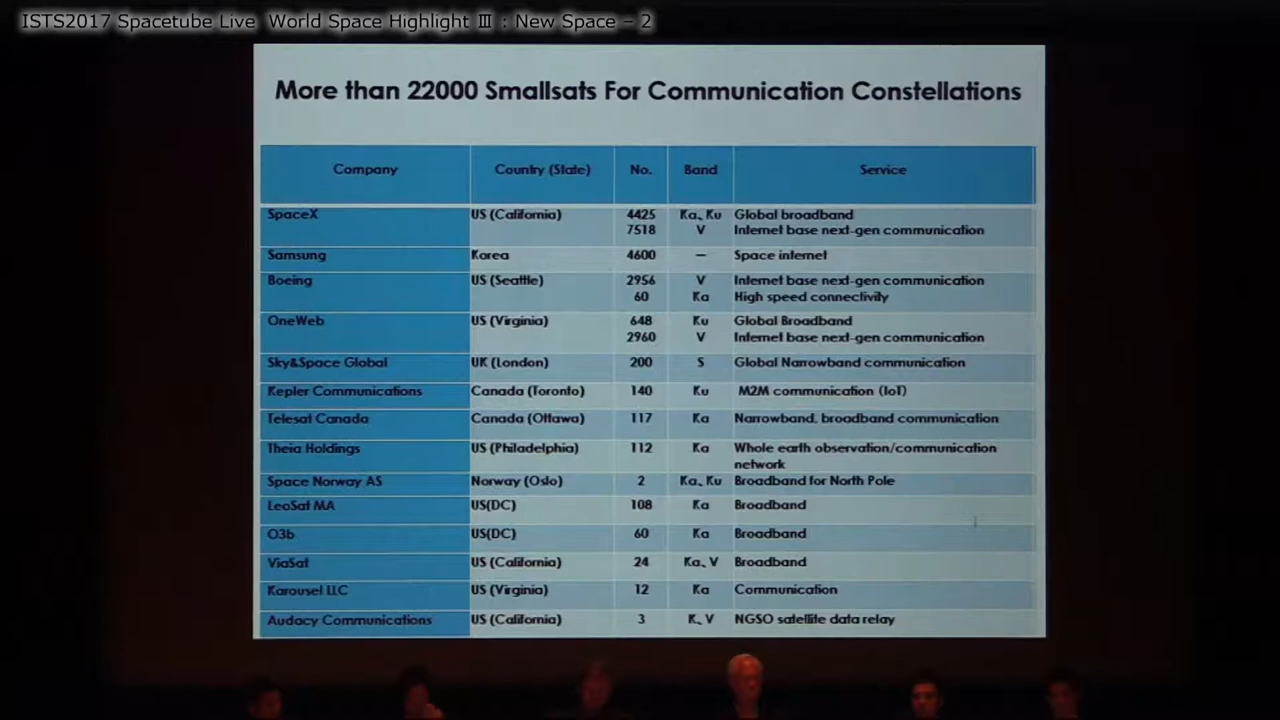 ISTS2017 Spacetube Live World Space Highlight Ⅲ : New Space – 2
More than 22000 Smallsats For Communication Constellations
Company Country (State) No. Band Service
SpaceX US (California) 4425 Ka、Ku Global broadband
7518 V Internet base next-gen communication
Samsung Korea 4600 — Space internet
Boeing US (Seattle) 2956 V Internet base next-gen communication
60 Ka High speed connectivity
OneWeb US (Virginia) 648 Ku Global Broadband
2960 V Internet base next-gen communication
Sky&Space Global UK (London) 200 S Global Narrowband communication
Kepler Communications Canada (Toronto) 140 Ku M2M communication (IoT)
Telesat Canada Canada (Ottawa) 117 Ka Narrowband, broadband communication
Theia Holdings US (Philadelphia) 112 Ka Whole earth observation/communication
network
Space Norway AS Norway (Oslo) 2 Ka、Ku Broadband for North Pole
LeoSat MA US(DC) 108 Ka Broadband
O3b US(DC) 60 Ka Broadband
ViaSat US (California) 24 Ka、V Broadband
Karousel LLC US (Virginia) 12 Ka Communication
Audacy Communications US (California) 3 K、V NGSO satellite data relay